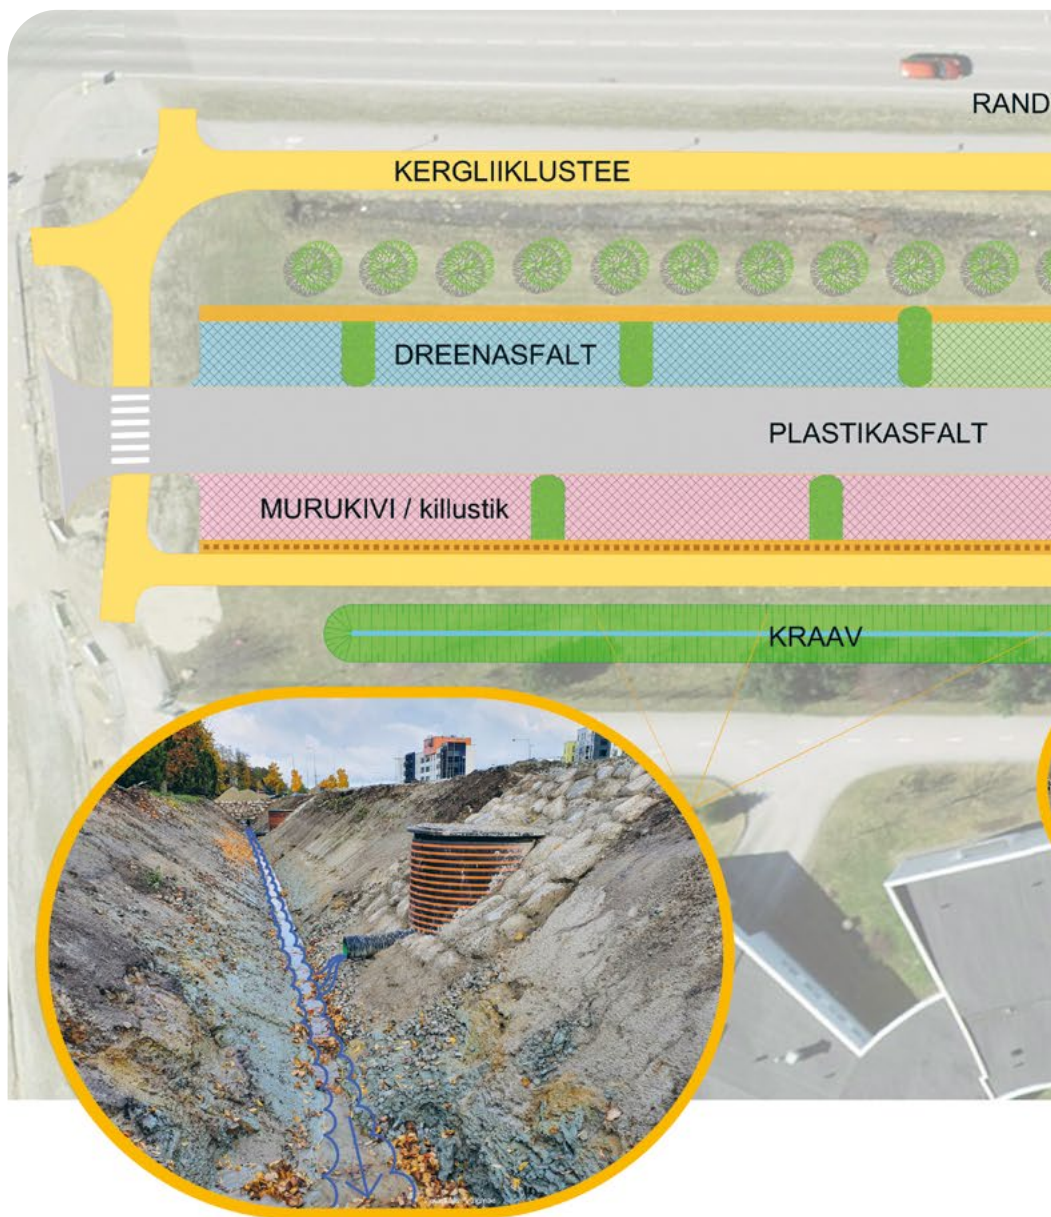 RAND
KERGLIIKLUSTEE
DREENASFALT
PLASTIKASFALT
MURUKIVI / killustik
KRAAV